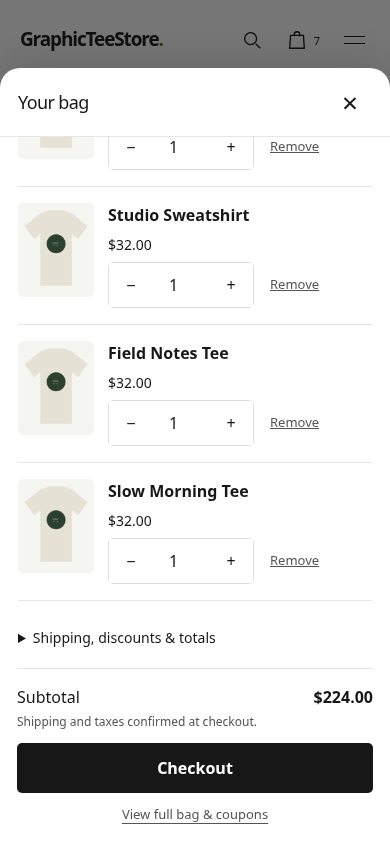 GraphicTeeStore.
7
Your bag
− 1 + Remove
Studio Sweatshirt
$32.00
− 1 + Remove
Field Notes Tee
$32.00
− 1 + Remove
Slow Morning Tee
$32.00
− 1 + Remove
Shipping, discounts & totals
Subtotal $224.00
Shipping and taxes confirmed at checkout.
Checkout
View full bag & coupons